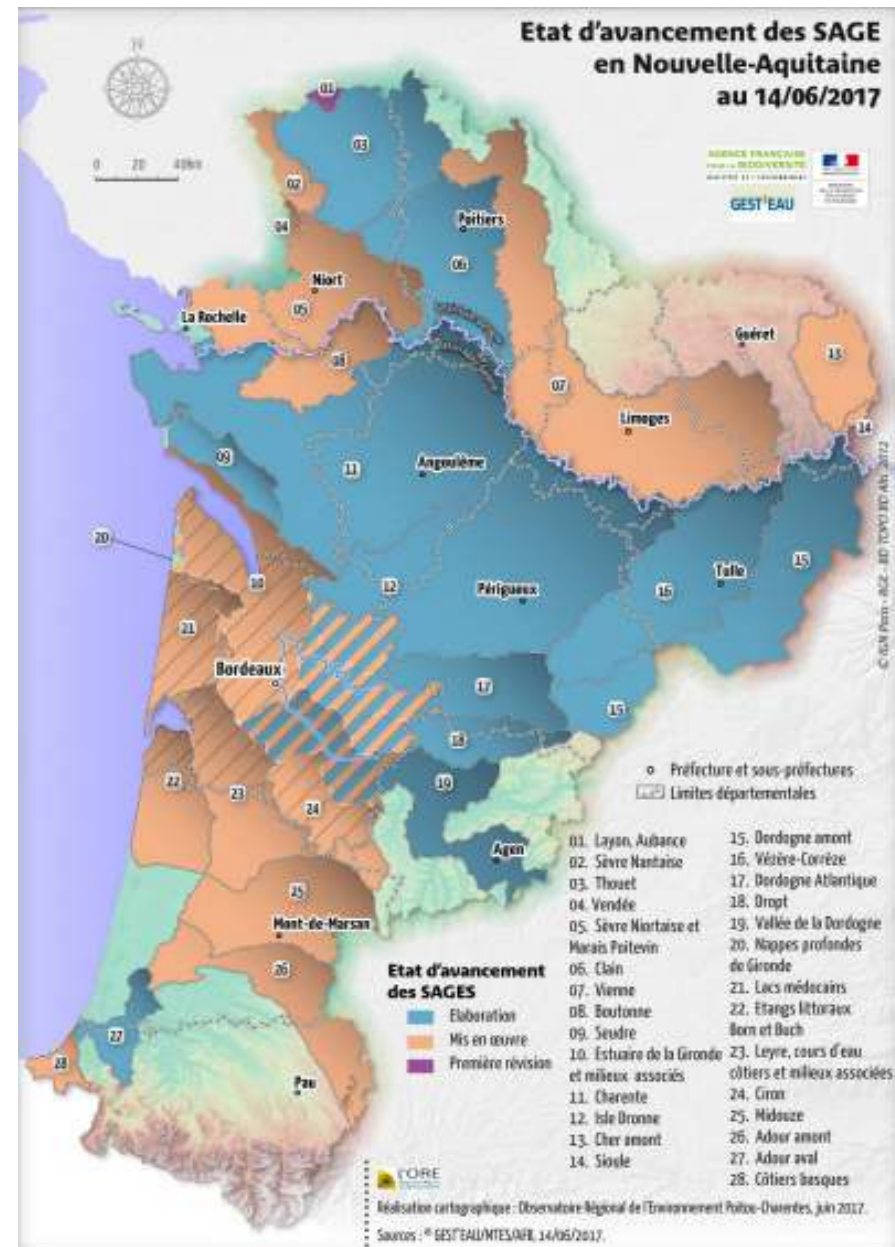 Etat d'avancement des SAGE
en Nouvelle-Aquitaine
au 14/06/2017
0 20 40km
AGENCE FRANÇAISE
POUR LA BIODIVERSITÉ
GEST'EAU
01
03
02
04
Poitiers
06
Niort
05
La Rochelle
Guéret
13
08
07
14
Limoges
09
11
Angoulême
20
10
12
Périgueux
16
Tulle
15
21
Bordeaux
17
15
18
19
22
23
24
Agen
25
Mont-de-Marsan
26
27
28
Pau
Préfecture et sous-préfectures
Limites départementales
01. Layon, Aubance
02. Sèvre Nantaise
03. Thouet
04. Vendée
05. Sèvre Niortaise et
Marais Poitevin
06. Clain
07. Vienne
08. Boutonne
09. Seudre
10. Estuaire de la Gironde
et milieux associés
11. Charente
12. Isle Dronne
13. Cher amont
14. Sioule
15. Dordogne amont
16. Vézère-Corrèze
17. Dordogne Atlantique
18. Dropt
19. Vallée de la Dordogne
20. Nappes profondes
de Gironde
21. Lacs médocains
22. Etangs littoraux
Born et Buch
23. Leyre, cours d'eau
côtiers et milieux associées
24. Ciron
25. Midouze
26. Adour amont
27. Adour aval
28. Côtiers basques
Etat d'avancement
des SAGES
Elaboration
Mis en œuvre
Première révision
l'ORE
Réalisation cartographique : Observatoire Régional de l'Environnement Poitou-Charentes, juin 2017.
Sources : © GEST'EAU/MTES/AFB, 14/06/2017.